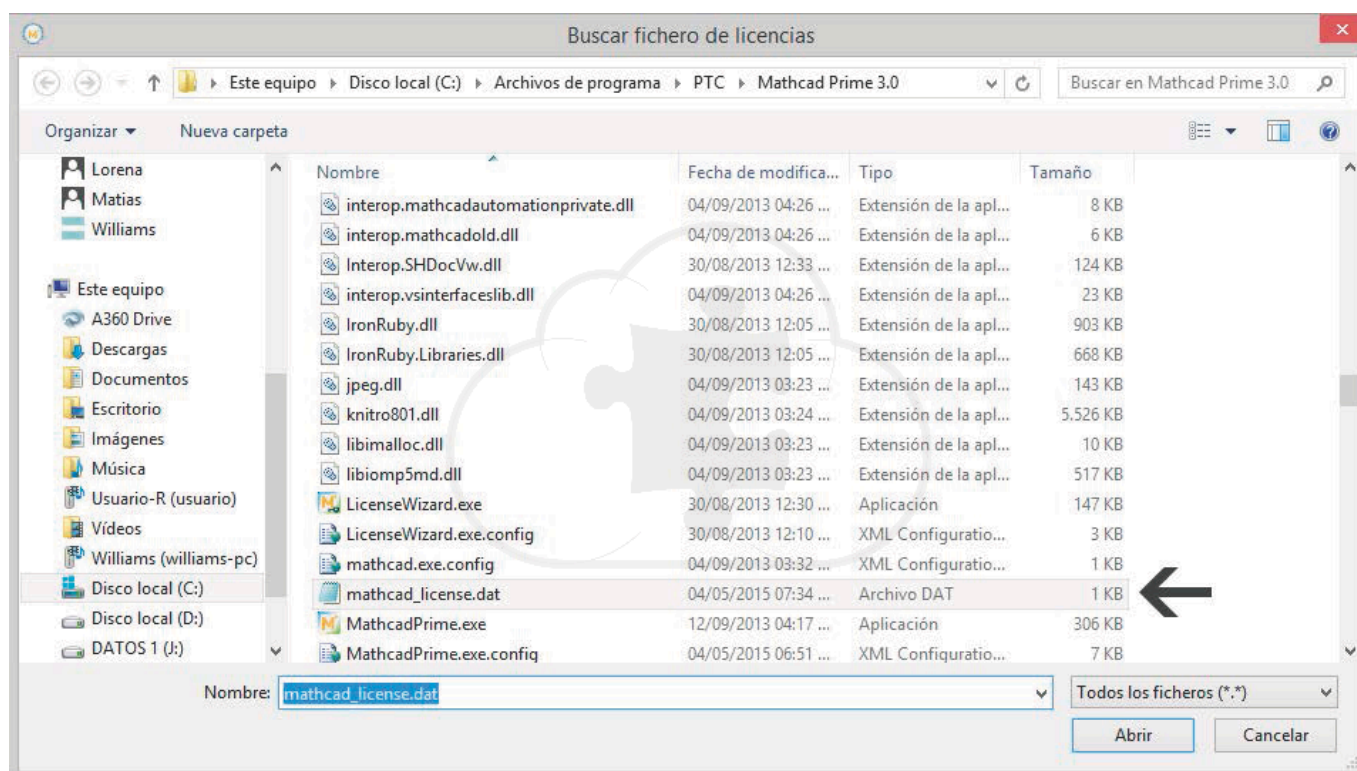 Buscar fichero de licencias
Este equipo Disco local (C:) Archivos de programa PTC Mathcad Prime 3.0 Buscar en Mathcad Prime 3.0
Organizar Nueva carpeta
Lorena
Matias
Williams
Este equipo
A360 Drive
Descargas
Documentos
Escritorio
Imágenes
Música
Usuario-R (usuario)
Vídeos
Williams (williams-pc)
Disco local (C:)
Disco local (D:)
DATOS 1 (J:)
Nombre Fecha de modifica... Tipo Tamaño
interop.mathcadautomationprivate.dll 04/09/2013 04:26 ... Extensión de la apl... 8 KB
interop.mathcadold.dll 04/09/2013 04:26 ... Extensión de la apl... 6 KB
Interop.SHDocVw.dll 30/08/2013 12:33 ... Extensión de la apl... 124 KB
interop.vsinterfaceslib.dll 04/09/2013 04:26 ... Extensión de la apl... 23 KB
IronRuby.dll 30/08/2013 12:05 ... Extensión de la apl... 903 KB
IronRuby.Libraries.dll 30/08/2013 12:05 ... Extensión de la apl... 668 KB
jpeg.dll 04/09/2013 03:23 ... Extensión de la apl... 143 KB
knitro801.dll 04/09/2013 03:24 ... Extensión de la apl... 5.526 KB
libimalloc.dll 04/09/2013 03:23 ... Extensión de la apl... 10 KB
libiomp5md.dll 04/09/2013 03:23 ... Extensión de la apl... 517 KB
LicenseWizard.exe 30/08/2013 12:30 ... Aplicación 147 KB
LicenseWizard.exe.config 30/08/2013 12:10 ... XML Configuratio... 3 KB
mathcad.exe.config 04/09/2013 03:32 ... XML Configuratio... 1 KB
mathcad_license.dat 04/05/2015 07:34 ... Archivo DAT 1 KB
MathcadPrime.exe 12/09/2013 04:17 ... Aplicación 306 KB
MathcadPrime.exe.config 04/05/2015 06:51 ... XML Configuratio... 7 KB
Nombre: mathcad_license.dat Todos los ficheros (*.*)
Abrir Cancelar